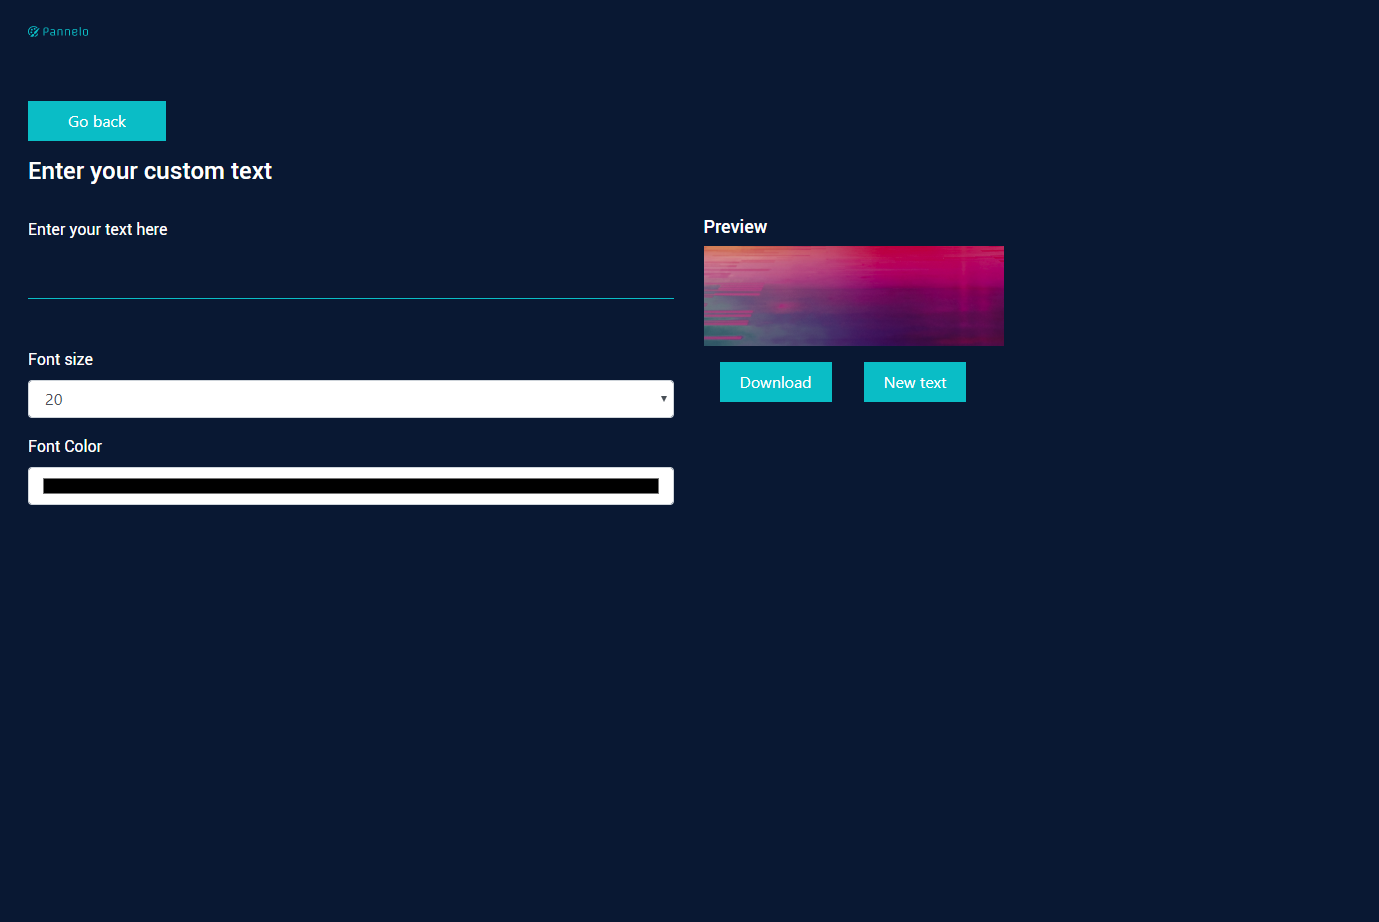 Pannelo
Go back
Enter your custom text
Enter your text here
Preview
Download
New text
Font size
20
Font Color